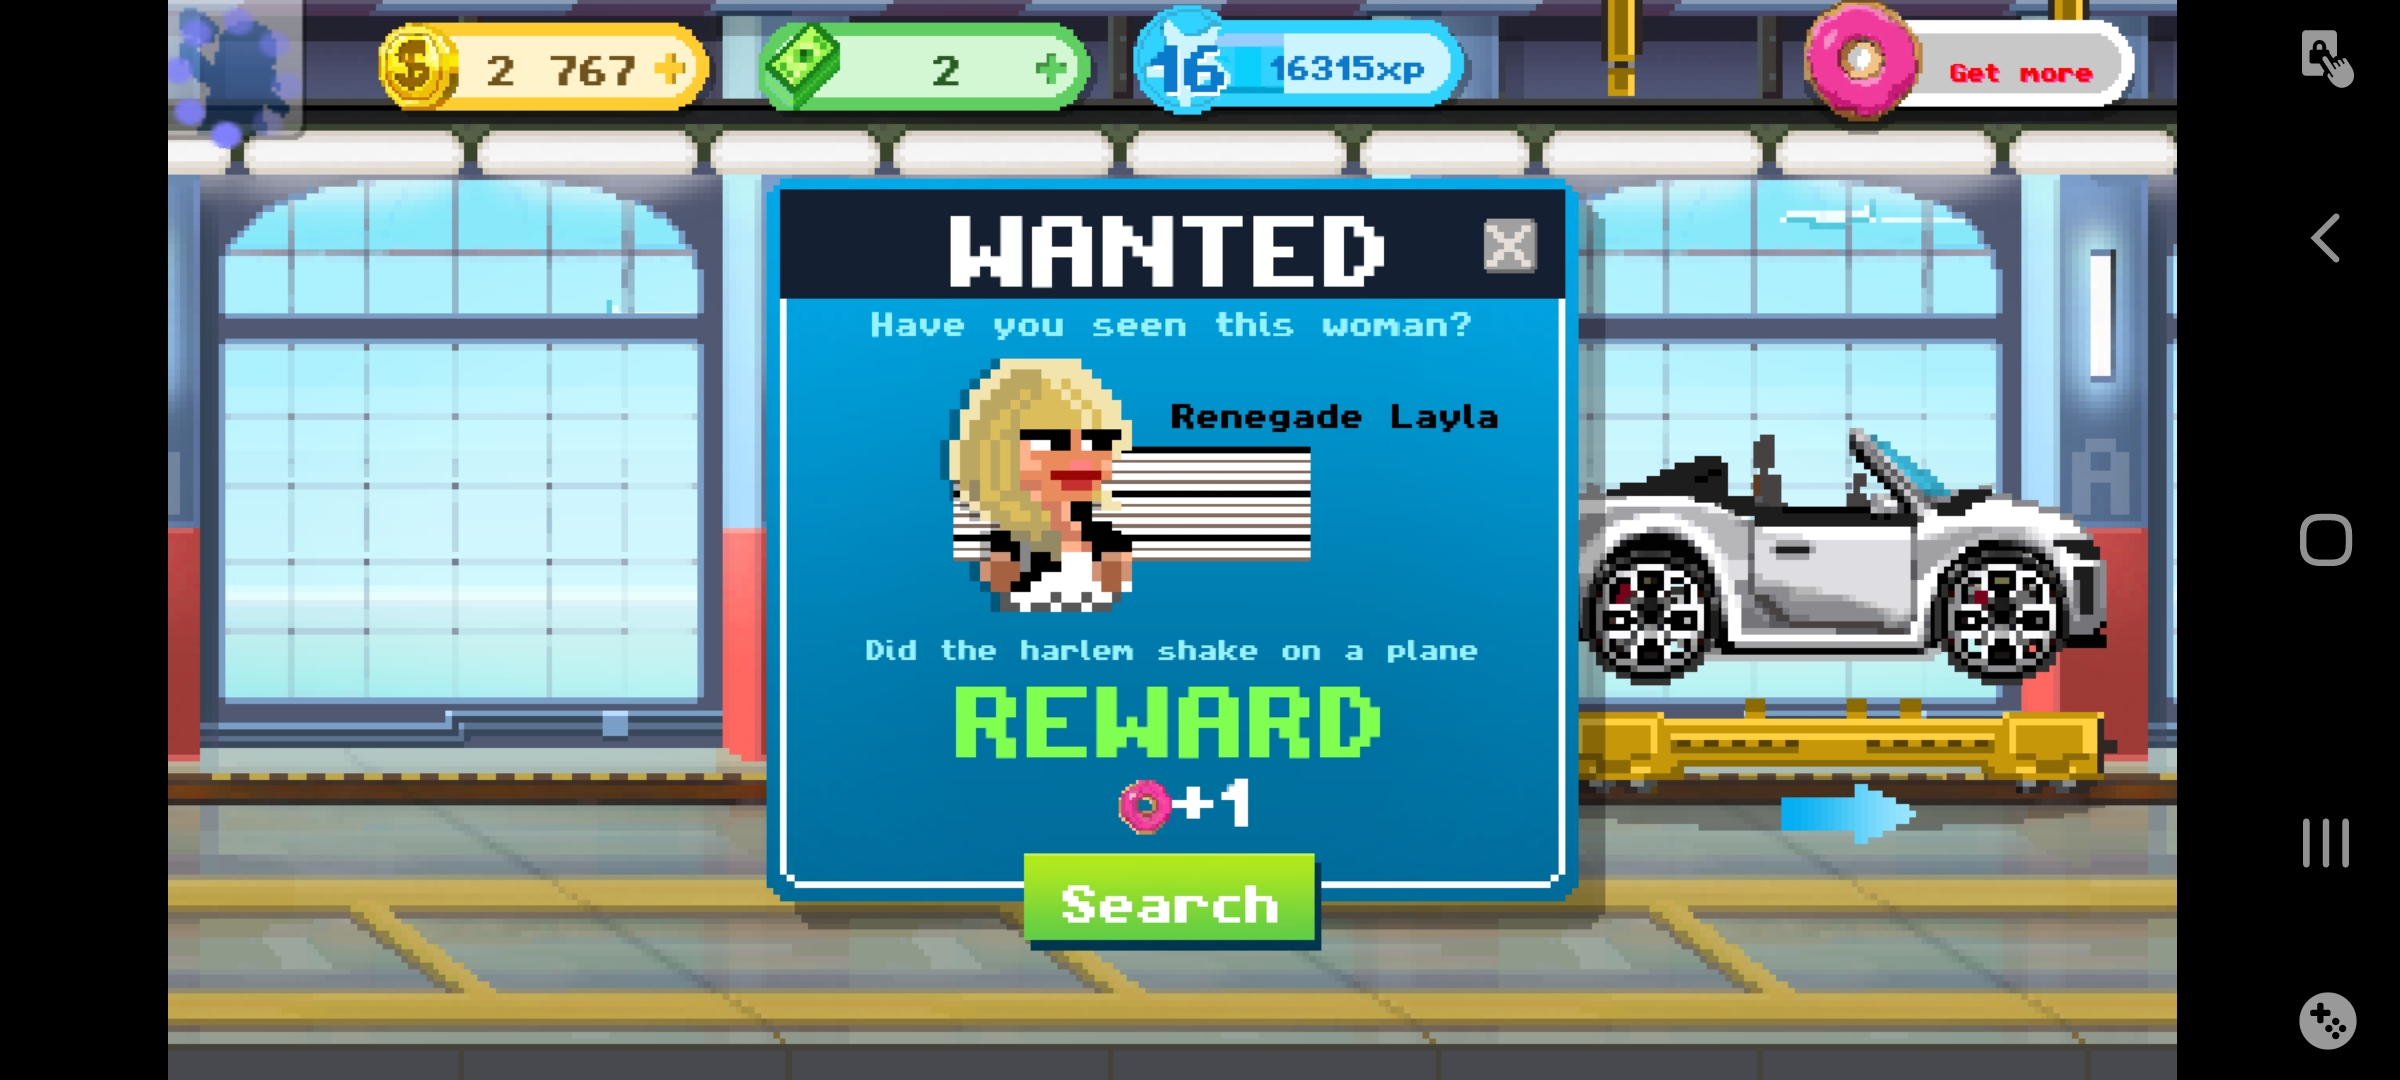 2 767
2
16
16315xp
Get more
WANTED
Have you seen this woman?
Renegade Layla
Did the harlem shake on a plane
REWARD
+1
Search
A